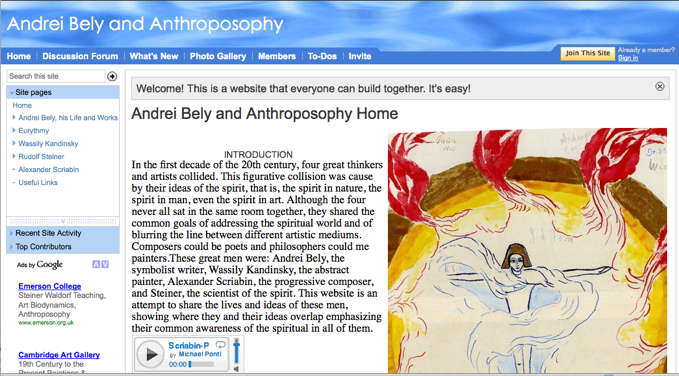 Andrei Bely and Anthroposophy
Home Discussion Forum What's New Photo Gallery Members To-Dos Invite
Join This Site
Already a member?
Sign in
Search this site
Site pages
Home
Andrei Bely, his Life and Works
Eurythmy
Wassily Kandinsky
Rudolf Steiner
Alexander Scriabin
Useful Links
Recent Site Activity
Top Contributors
Ads by Google
Emerson College
Steiner Waldorf Teaching,
Art Biodynamics,
Anthroposophy
www.emerson.org.uk
Cambridge Art Gallery
19th Century to the
Present Paintings &
Welcome! This is a website that everyone can build together. It's easy!
Andrei Bely and Anthroposophy Home
INTRODUCTION
In the first decade of the 20th century, four great thinkers
and artists collided. This figurative collision was cause
by their ideas of the spirit, that is, the spirit in nature, the
spirit in man, even the spirit in art. Although the four
never all sat in the same room together, they shared the
common goals of addressing the spiritual world and of
blurring the line between different artistic mediums.
Composers could be poets and philosophers could me
painters.These great men were: Andrei Bely, the
symbolist writer, Wassily Kandinsky, the abstract
painter, Alexander Scriabin, the progressive composer,
and Steiner, the scientist of the spirit. This website is an
attempt to share the lives and ideas of these men,
showing where they and their ideas overlap emphasizing
their common awareness of the spiritual in all of them.
Scriabin-P
BY Michael Ponti
00:00